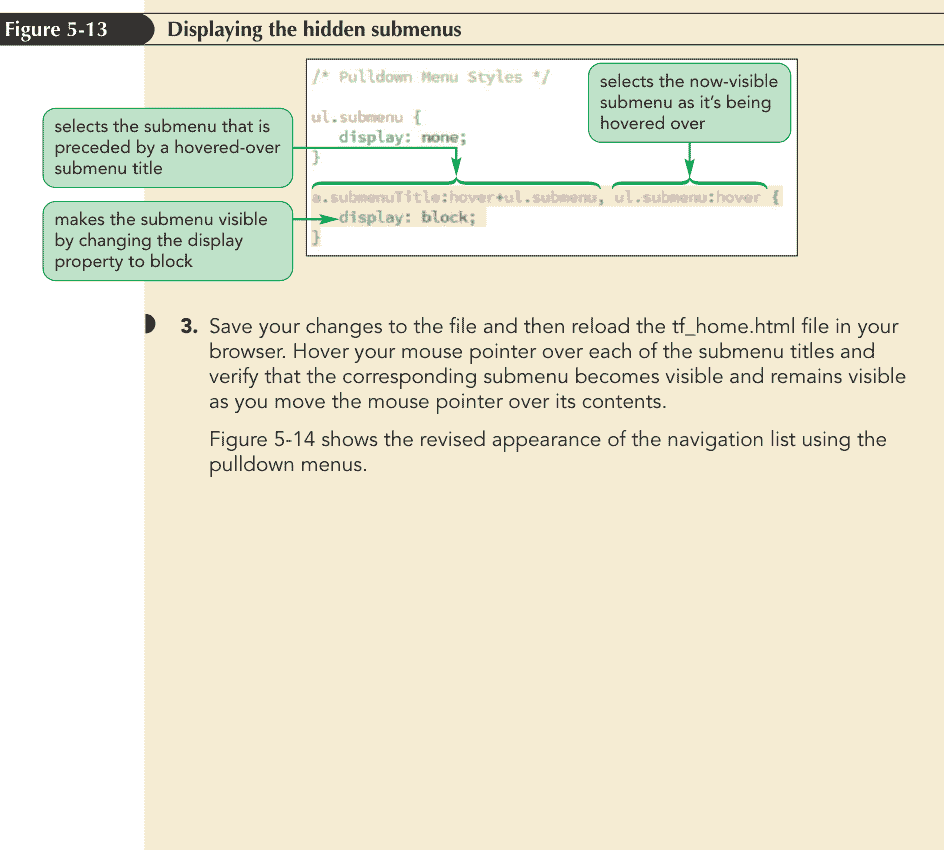 Figure 5-13
Displaying the hidden submenus
/* Pulldown Menu Styles */
selects the now-visible
submenu as it's being
hovered over
ul.submenu {
display: none;
}
selects the submenu that is
preceded by a hovered-over
submenu title
a.submenuTitle:hover+ul.submenu, ul.submenu:hover {
display: block;
}
makes the submenu visible
by changing the display
property to block
3. Save your changes to the file and then reload the tf_home.html file in your
browser. Hover your mouse pointer over each of the submenu titles and
verify that the corresponding submenu becomes visible and remains visible
as you move the mouse pointer over its contents.
Figure 5-14 shows the revised appearance of the navigation list using the
pulldown menus.